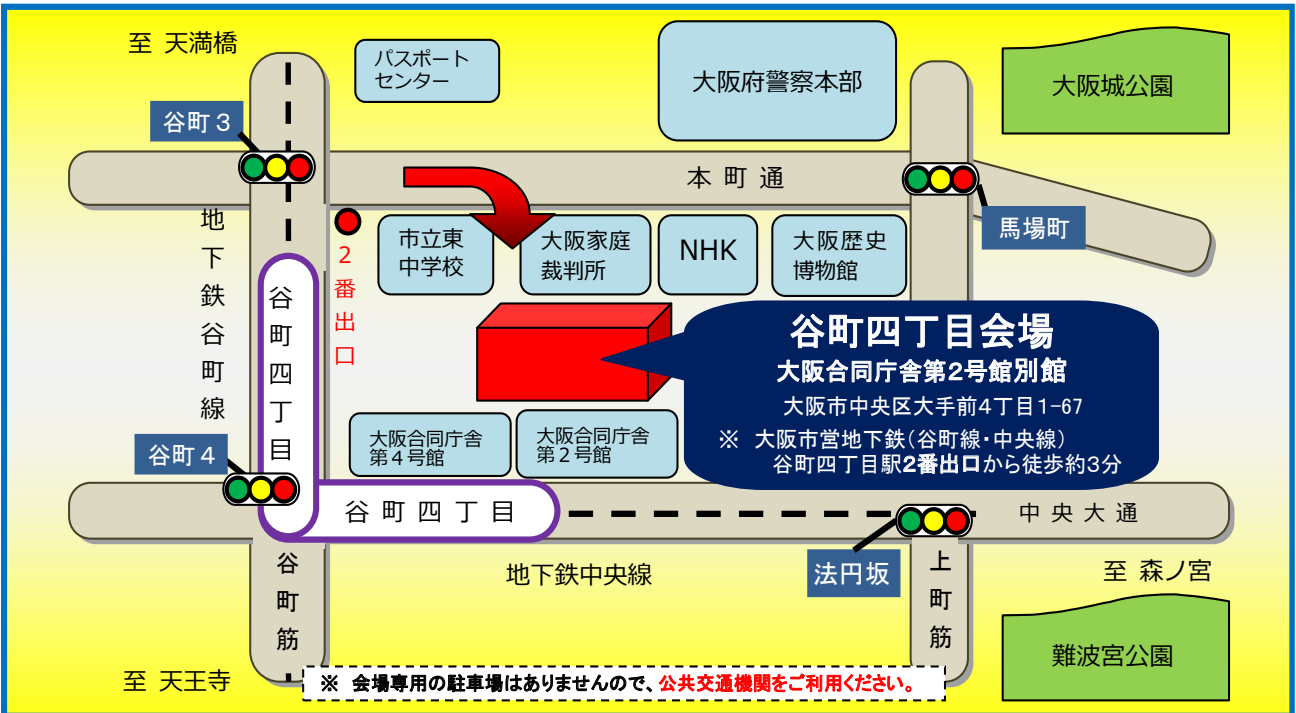 至 天満橋
パスポート
センター
大阪府警察本部
大阪城公園
谷町３
本町通
馬場町
地下鉄谷町線
2番出口
市立東
中学校
大阪家庭
裁判所
NHK
大阪歴史
博物館
谷町四丁目
谷町四丁目会場
大阪合同庁舎第2号館別館
大阪市中央区大手前4丁目1-67
※ 大阪市営地下鉄(谷町線・中央線)
谷町四丁目駅2番出口から徒歩約3分
大阪合同庁舎
第４号館
大阪合同庁舎
第２号館
谷町４
谷町四丁目
中央大通
地下鉄中央線
法円坂
至 森ノ宮
谷町筋
上町筋
難波宮公園
至 天王寺
※ 会場専用の駐車場はありませんので、公共交通機関をご利用ください。